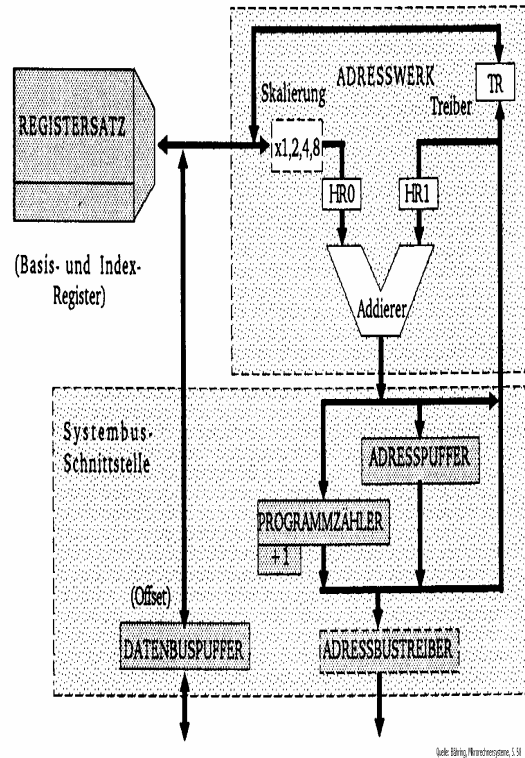 ADRESSWERK
TR
Treiber
Skalierung
x1,2,4,8
REGISTERSATZ
HR0
HR1
(Basis- und Index-
Register)
Addierer
Systembus-
Schnittstelle
ADRESSPUFFER
PROGRAMMZÄHLER
+ 1
(Offset)
DATENBUSPUFFER
ADRESSBUSTREIBER
Quelle: Bähring, Mikrorechnersysteme, S. 50